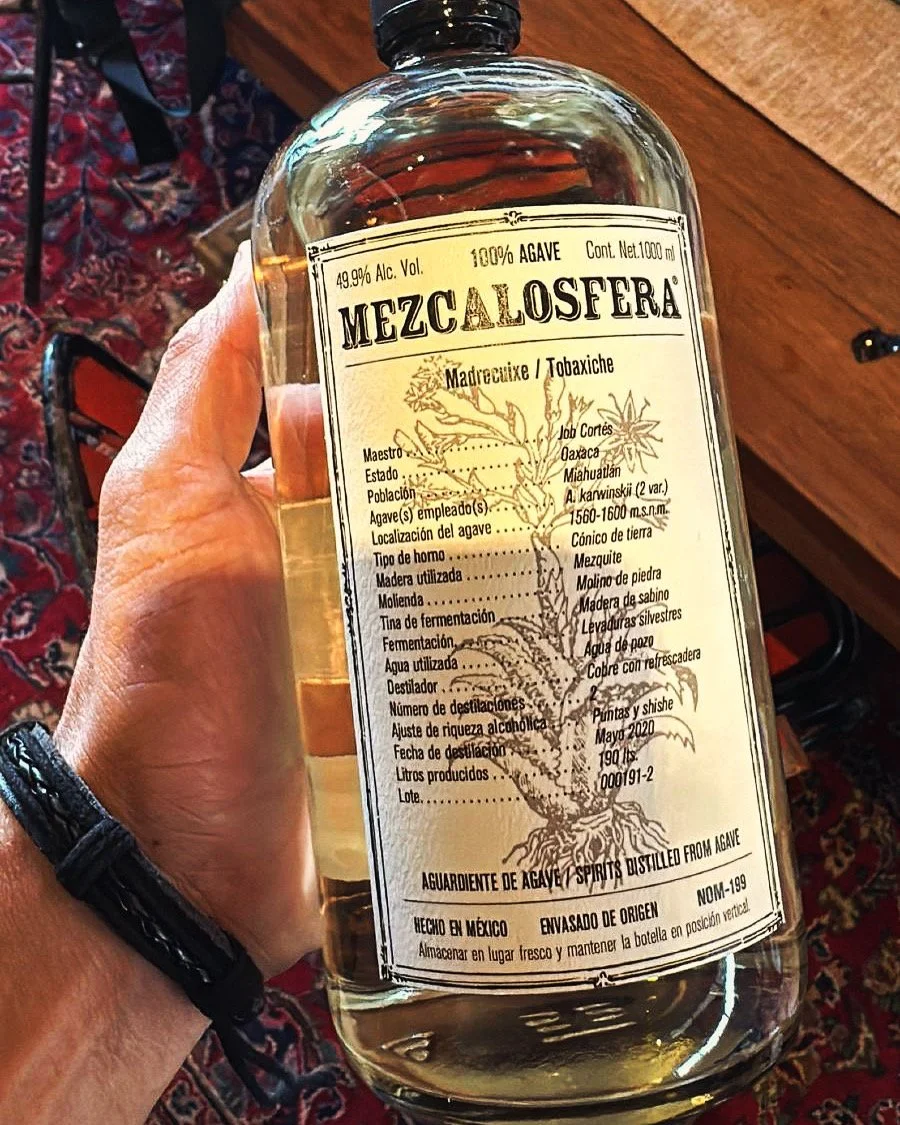 49.9% Alc. Vol. 100% AGAVE Cont. Net.1000 ml
MEZCALOSFERA®
Madrecuixe / Tobaxiche
Maestro . . . . . . . . . . Job Cortés
Estado . . . . . . . . . . Oaxaca
Población . . . . . . . . . . Miahuatlán
Agave(s) empleado(s) . . . . . . . . . . A. karwinskii (2 var.)
Localización del agave . . . . . . . . . . 1560-1600 m.s.n.m.
Tipo de horno . . . . . . . . . . Cónico de tierra
Madera utilizada . . . . . . . . . . Mezquite
Molienda . . . . . . . . . . Molino de piedra
Tina de fermentación . . . . . . . . . . Madera de sabino
Fermentación . . . . . . . . . . Levaduras silvestres
Agua utilizada . . . . . . . . . . Agua de pozo
Destilador . . . . . . . . . . Cobre con refrescadera
Número de destilaciones . . . . . . . . . . 2
Ajuste de riqueza alcohólica . . . . . . . . . . Puntas y shishe
Fecha de destilación . . . . . . . . . . Mayo 2020
Litros producidos . . . . . . . . . . 190 lts.
Lote . . . . . . . . . . 000191-2
AGUARDIENTE DE AGAVE / SPIRITS DISTILLED FROM AGAVE
HECHO EN MÉXICO ENVASADO DE ORIGEN NOM-199
Almacenar en lugar fresco y mantener la botella en posición vertical.